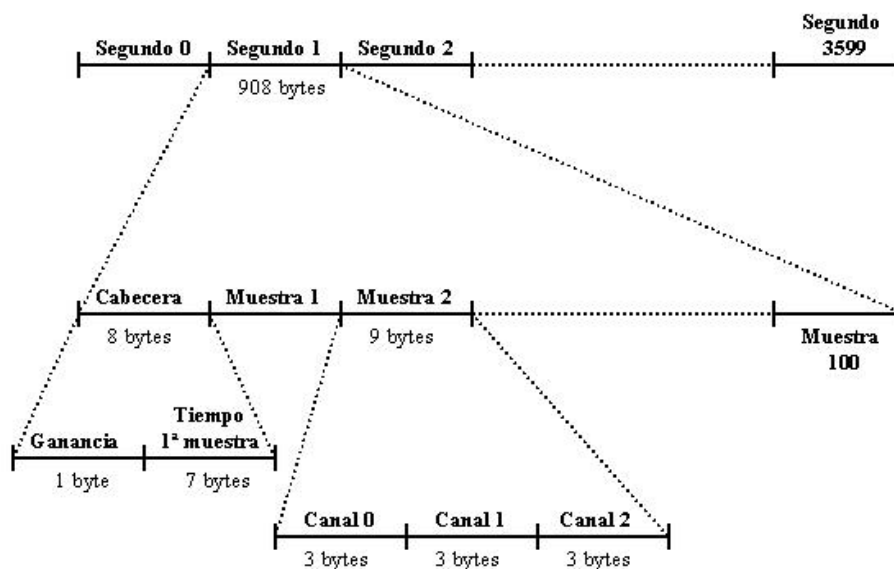 Segundo 0
Segundo 1
Segundo 2
Segundo
3599
908 bytes
Cabecera
Muestra 1
Muestra 2
8 bytes
9 bytes
Muestra
100
Ganancia
Tiempo
1ª muestra
1 byte
7 bytes
Canal 0
Canal 1
Canal 2
3 bytes
3 bytes
3 bytes